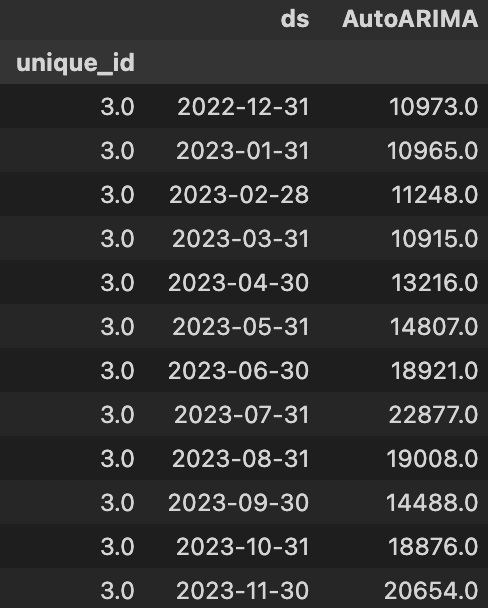 ds AutoARIMA
unique_id
3.0 2022-12-31 10973.0
3.0 2023-01-31 10965.0
3.0 2023-02-28 11248.0
3.0 2023-03-31 10915.0
3.0 2023-04-30 13216.0
3.0 2023-05-31 14807.0
3.0 2023-06-30 18921.0
3.0 2023-07-31 22877.0
3.0 2023-08-31 19008.0
3.0 2023-09-30 14488.0
3.0 2023-10-31 18876.0
3.0 2023-11-30 20654.0